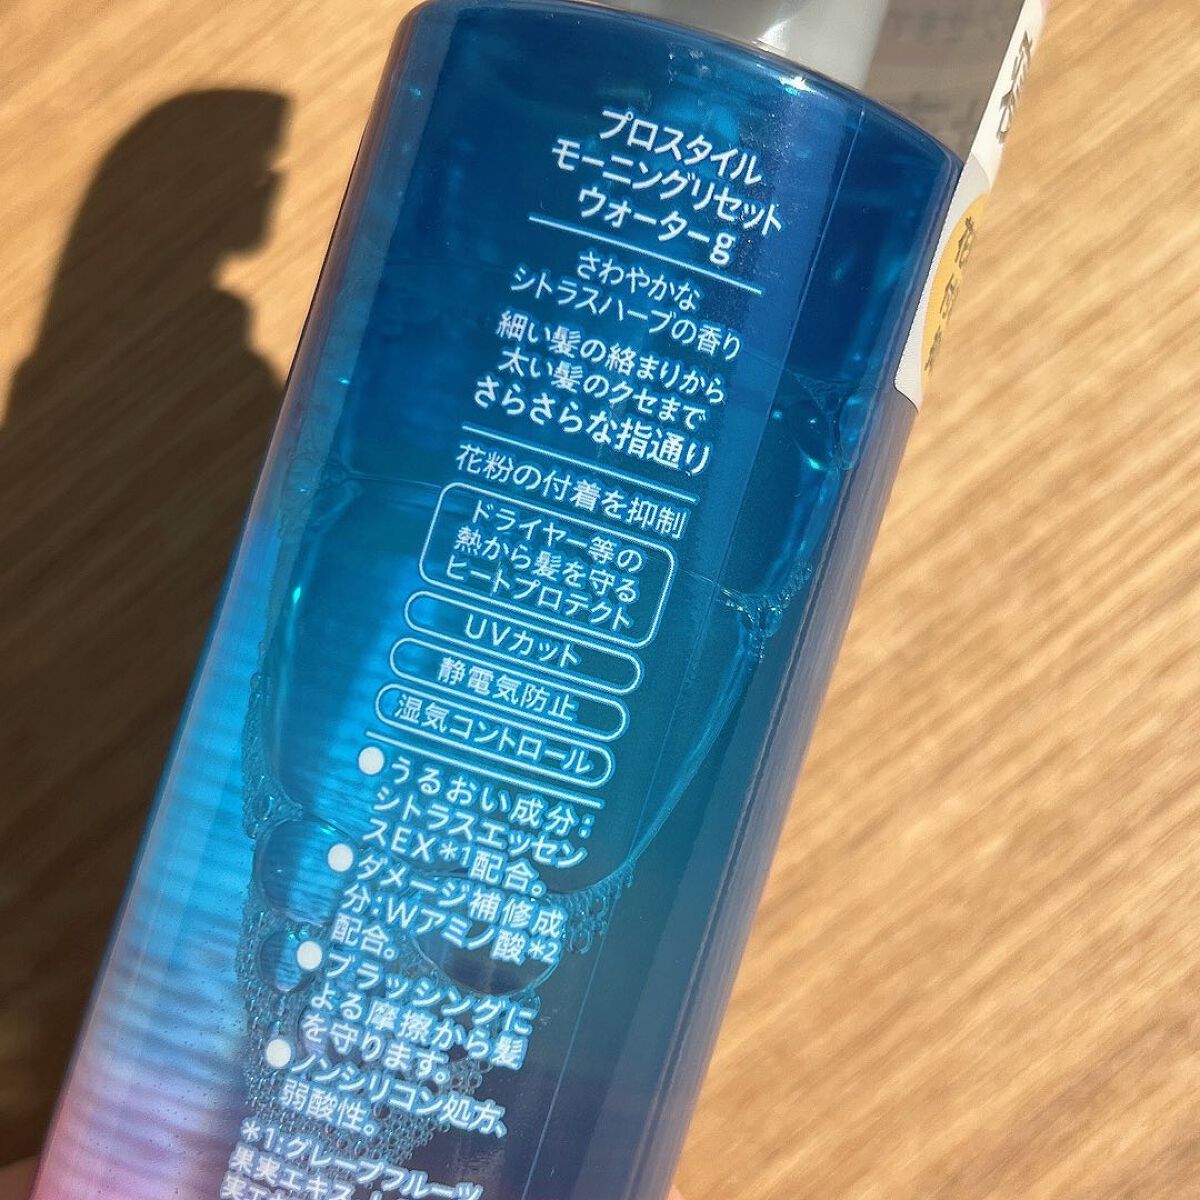 プロスタイル
モーニングリセット
ウォーターg
さわやかな
シトラスハーブの香り
細い髪の絡まりから
太い髪のクセまで
さらさらな指通り
花粉の付着を抑制
ドライヤー等の
熱から髪を守る
ヒートプロテクト
UVカット
静電気防止
湿気コントロール
●うるおい成分:
シトラスエッセン
スEX*1配合。
●ダメージ補修成
分:Wアミノ酸*2
配合。
●ブラッシングに
よる摩擦から髪
を守ります。
●ノンシリコン処方、
弱酸性。
*1:グレープフルーツ
果実エキス